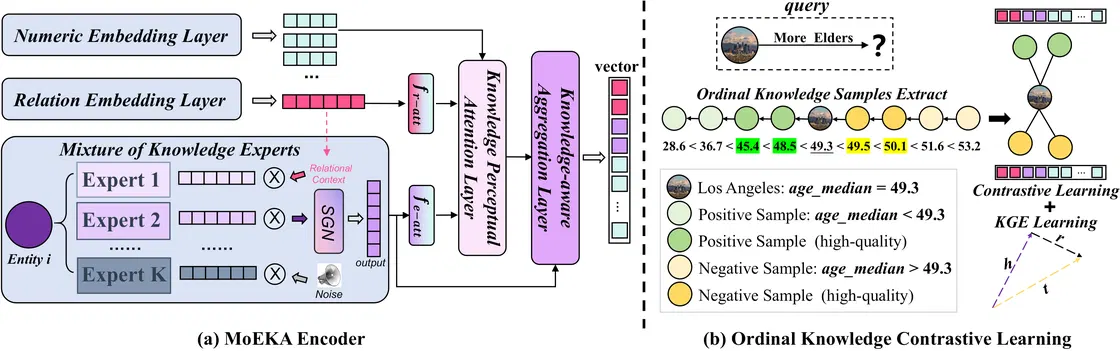 Numeric Embedding Layer
...
Relation Embedding Layer
f r-att
Mixture of Knowledge Experts
Expert 1
Expert 2
......
......
Expert K
Entity i
Relational
Context
SGN
Noise
output
f e-att
Knowledge Perceptual
Attention Layer
Knowledge-aware
Aggregation Layer
vector
...
(a) MoEKA Encoder
query
More Elders
?
Ordinal Knowledge Samples Extract
28.6 < 36.7 < 45.4 < 48.5 < 49.3 < 49.5 < 50.1 < 51.6 < 53.2
Los Angeles: age_median = 49.3
Positive Sample: age_median < 49.3
Positive Sample (high-quality)
Negative Sample: age_median > 49.3
Negative Sample (high-quality)
...
...
Contrastive Learning
+
KGE Learning
h
r
t
(b) Ordinal Knowledge Contrastive Learning